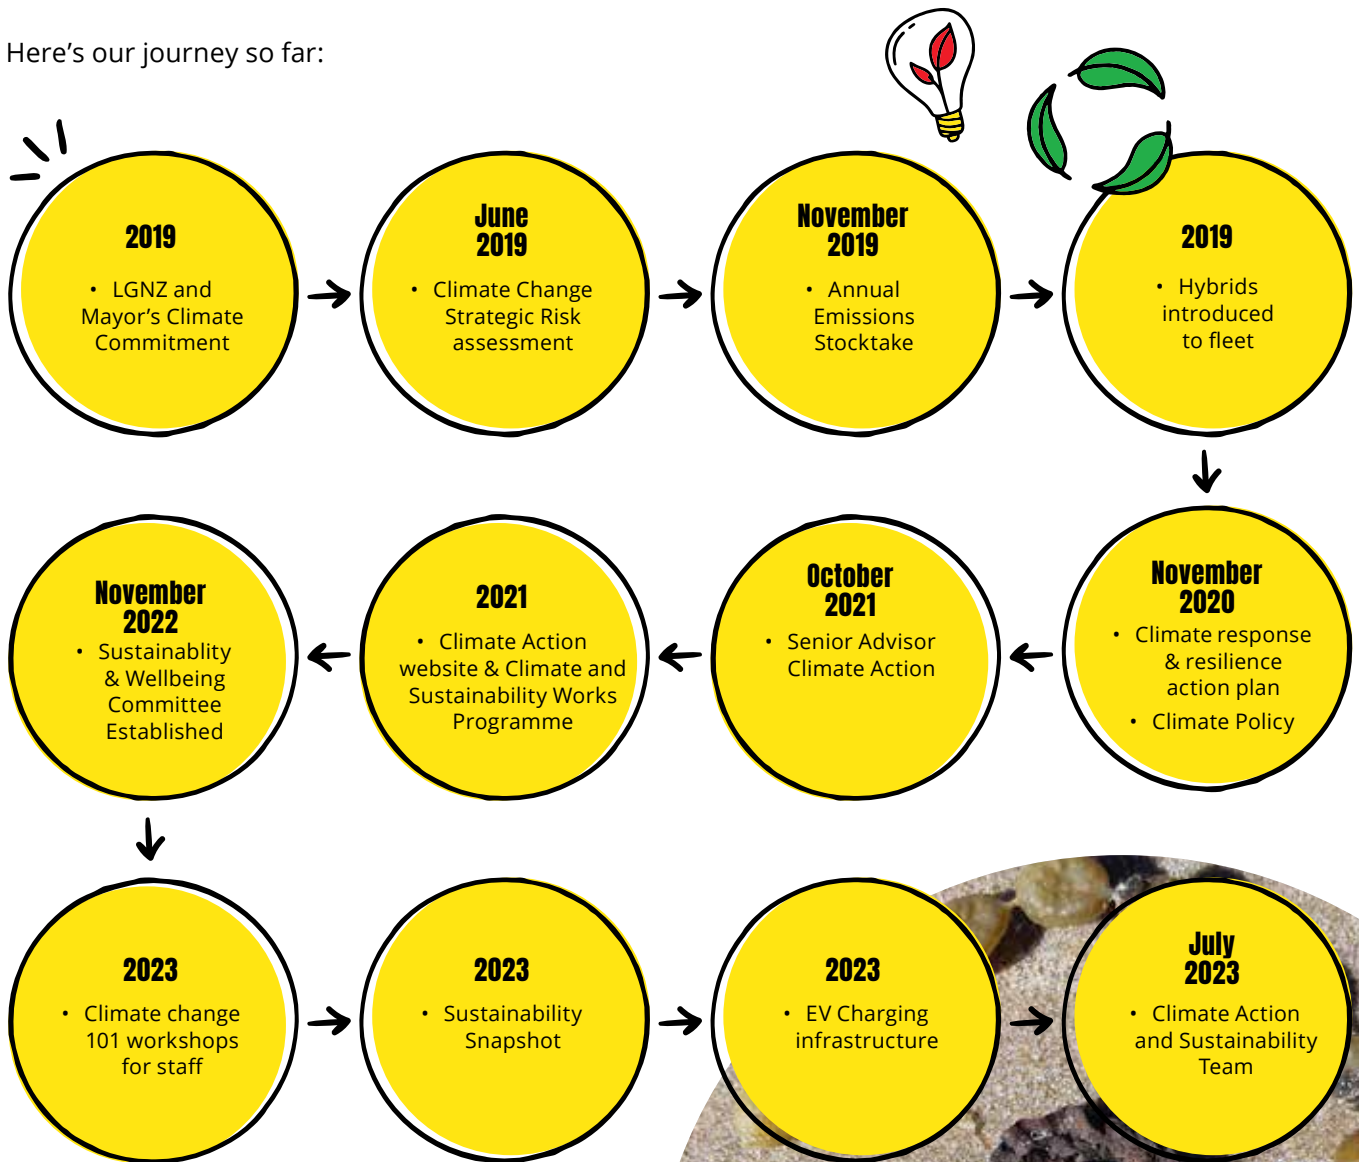 Here's our journey so far:
2019
• LGNZ and
Mayor's Climate
Commitment
June
2019
• Climate Change
Strategic Risk
assessment
November
2019
• Annual
Emissions
Stocktake
2019
• Hybrids
introduced
to fleet
November
2020
• Climate response
& resilience
action plan
• Climate Policy
October
2021
• Senior Advisor
Climate Action
2021
• Climate Action
website & Climate and
Sustainability Works
Programme
November
2022
• Sustainablity
& Wellbeing
Committee
Established
2023
• Climate change
101 workshops
for staff
2023
• Sustainability
Snapshot
2023
• EV Charging
infrastructure
July
2023
• Climate Action
and Sustainability
Team